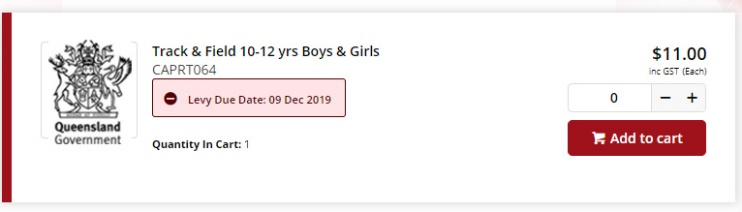 Track & Field 10-12 yrs Boys & Girls
CAPRT064
Levy Due Date: 09 Dec 2019
Quantity In Cart: 1
Queensland
Government
$11.00
inc GST (Each)
0 − +
Add to cart